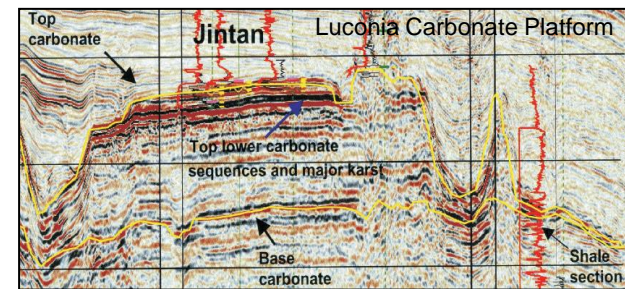 Top
carbonate
Jintan
Luconia Carbonate Platform
Top lower carbonate
sequences and major karst
Base
carbonate
Shale
section